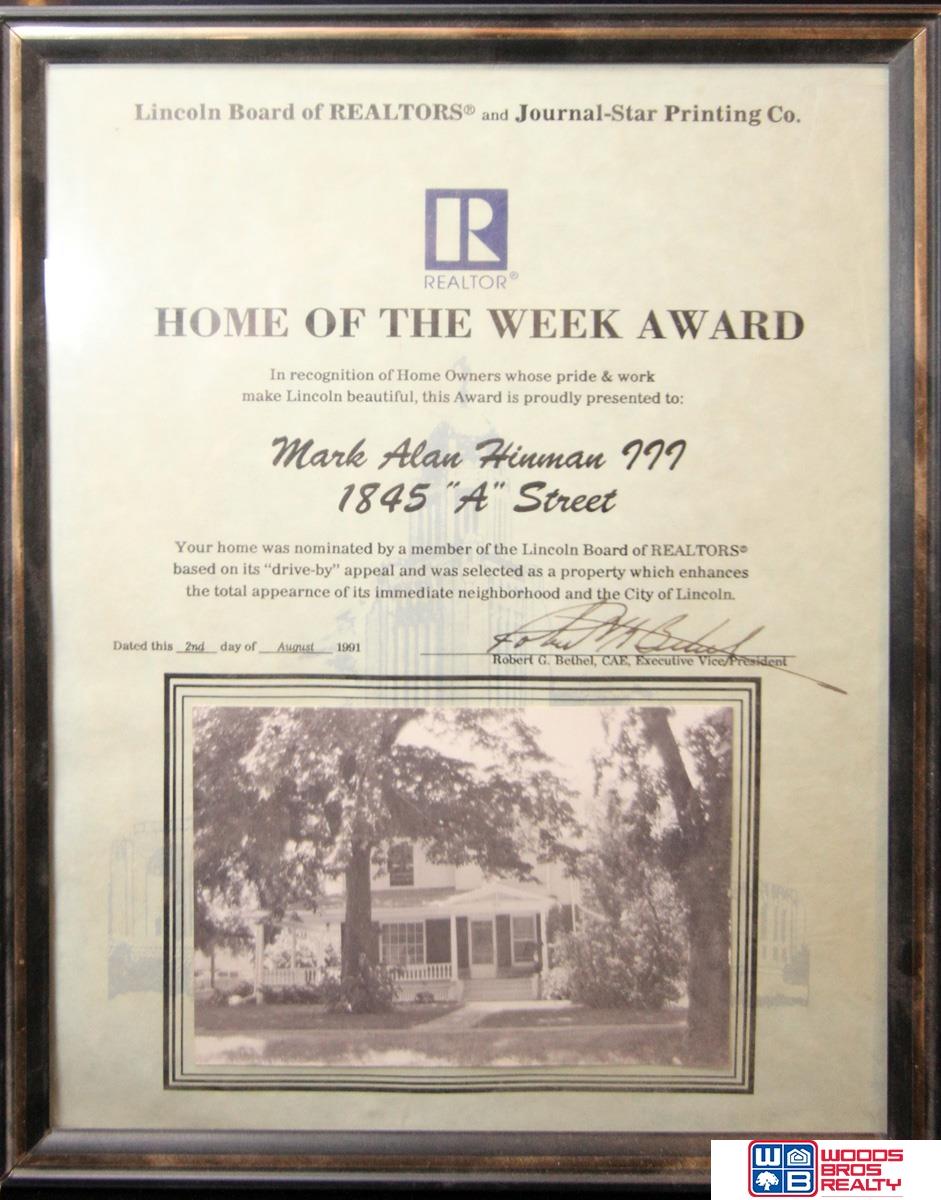 Lincoln Board of REALTORS® and Journal-Star Printing Co.
R
REALTOR®
HOME OF THE WEEK AWARD
In recognition of Home Owners whose pride & work
make Lincoln beautiful, this Award is proudly presented to:
Mark Alan Hinman III
1845 "A" Street
Your home was nominated by a member of the Lincoln Board of REALTORS®
based on its "drive-by" appeal and was selected as a property which enhances
the total appearnce of its immediate neighborhood and the City of Lincoln.
Dated this 2nd day of August 1991
Robert G. Bethel, CAE, Executive Vice/President
W B
WOODS
BROS
REALTY